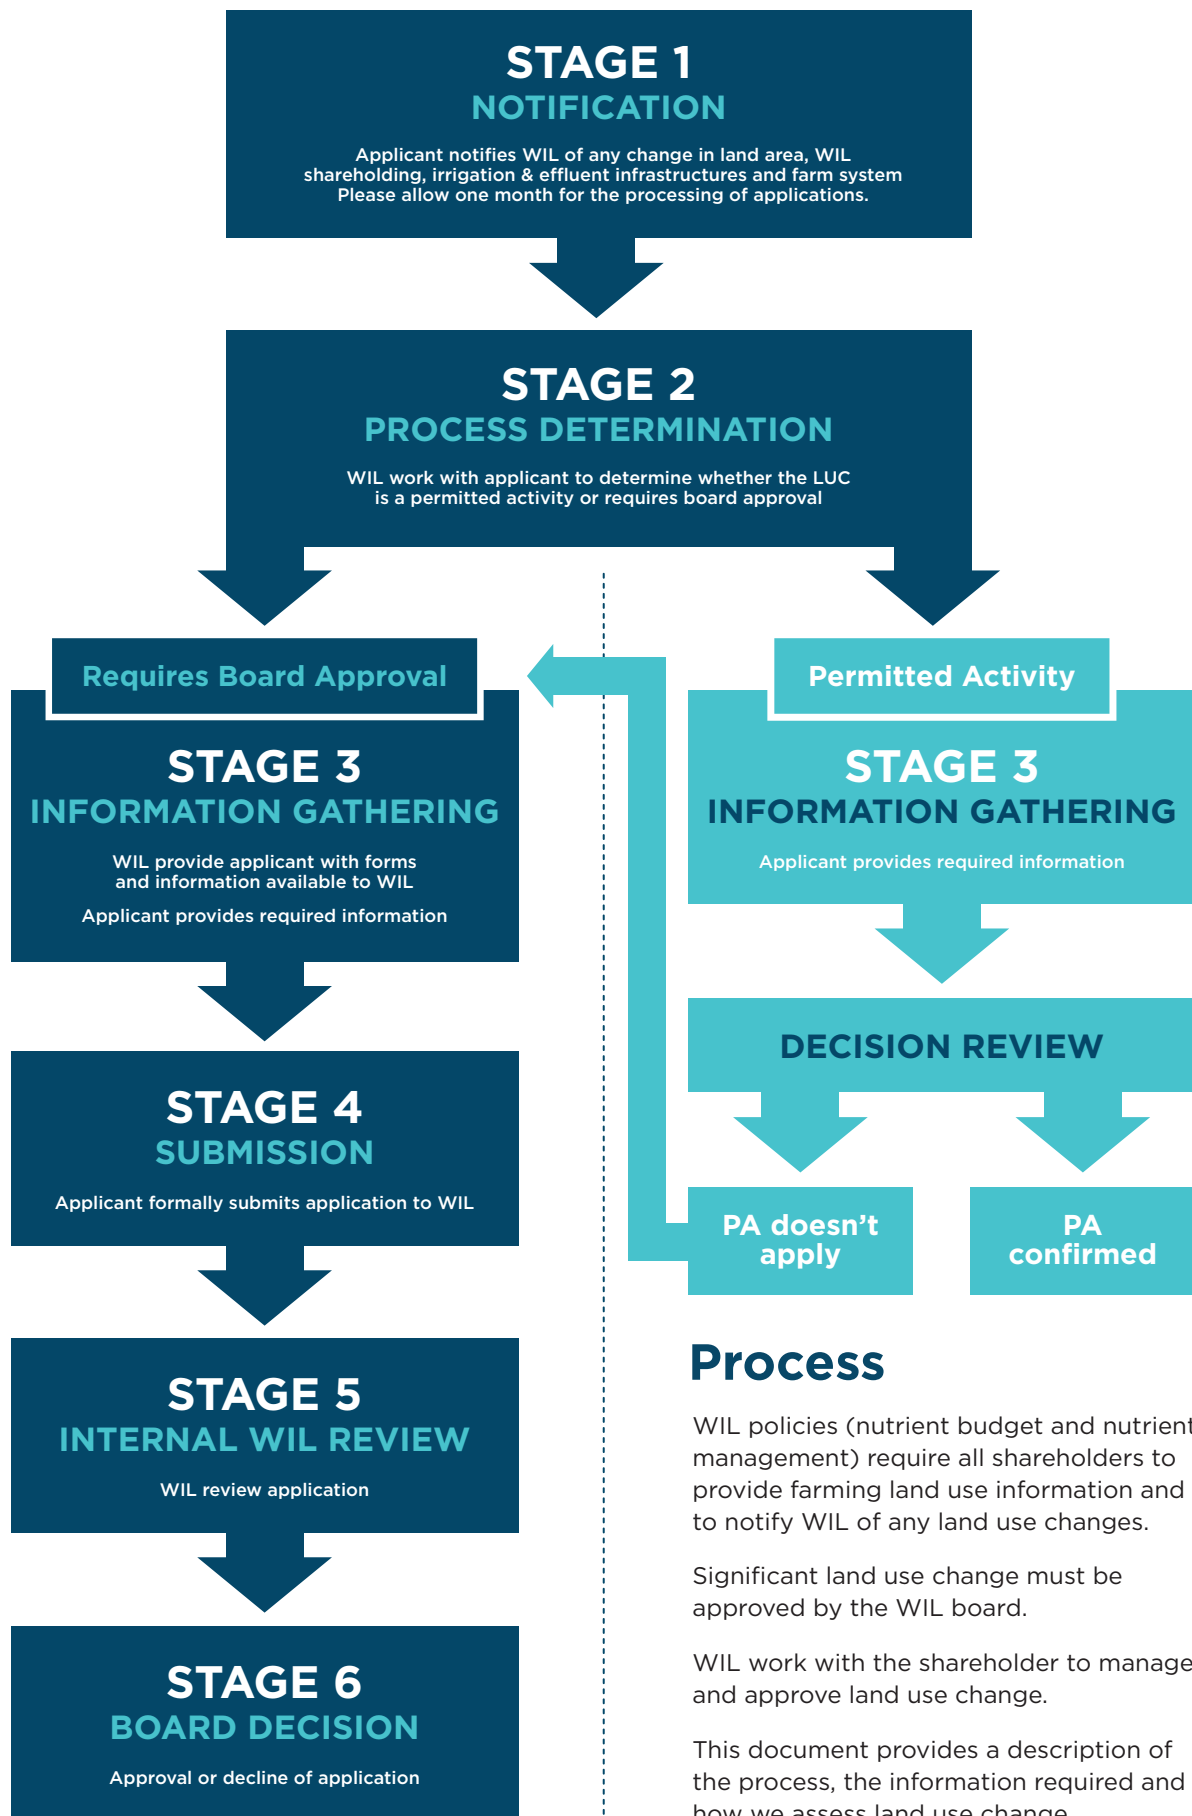 STAGE 1
NOTIFICATION
Applicant notifies WIL of any change in land area, WIL
shareholding, irrigation & effluent infrastructures and farm system
Please allow one month for the processing of applications.
STAGE 2
PROCESS DETERMINATION
WIL work with applicant to determine whether the LUC
is a permitted activity or requires board approval
Requires Board Approval
STAGE 3
INFORMATION GATHERING
WIL provide applicant with forms
and information available to WIL
Applicant provides required information
STAGE 4
SUBMISSION
Applicant formally submits application to WIL
STAGE 5
INTERNAL WIL REVIEW
WIL review application
STAGE 6
BOARD DECISION
Approval or decline of application
Permitted Activity
STAGE 3
INFORMATION GATHERING
Applicant provides required information
DECISION REVIEW
PA doesn't
apply
PA
confirmed
Process
WIL policies (nutrient budget and nutrient
management) require all shareholders to
provide farming land use information and
to notify WIL of any land use changes.
Significant land use change must be
approved by the WIL board.
WIL work with the shareholder to manage
and approve land use change.
This document provides a description of
the process, the information required and
how we assess land use change